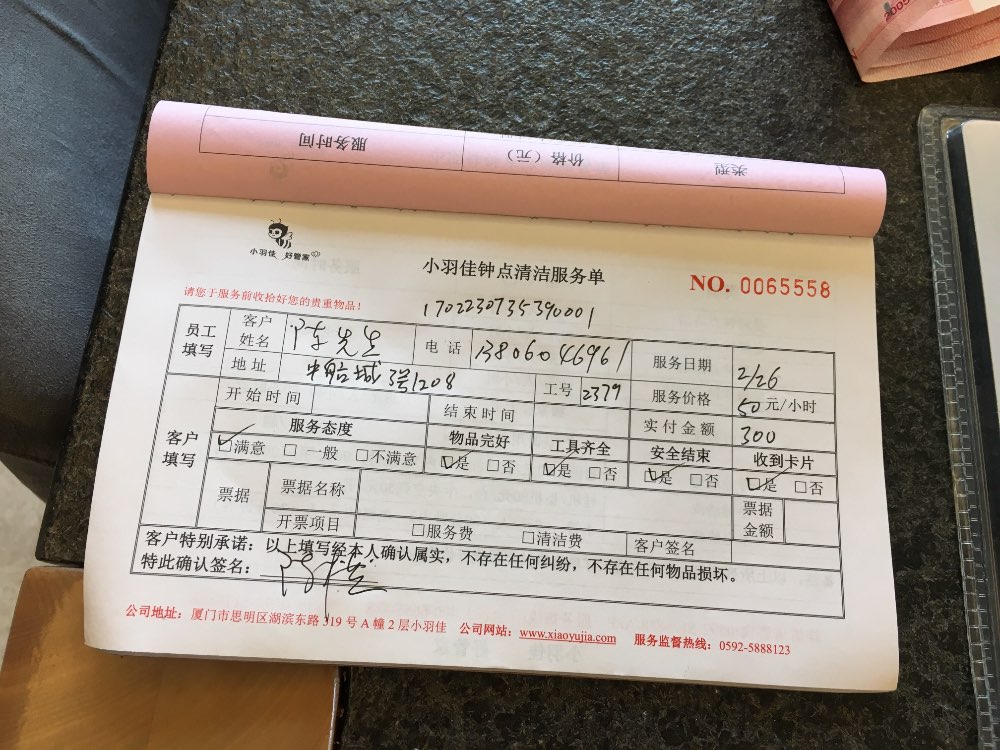 服务时间 价格（元） 类型
小羽佳 好管家
小羽佳钟点清洁服务单
NO. 0065558
请您于服务前收拾好您的贵重物品！
1702230735390001
员工填写 客户姓名 陈先生 电话 13806046961 服务日期 2/26
地址 中船城3号1208 工号 2379 服务价格 50元/小时
客户填写 开始时间 结束时间 实付金额 300
服务态度 物品完好 工具齐全 安全结束 收到卡片
☑满意 □一般 □不满意 ☑是 □否 ☑是 □否 ☑是 □否 ☑是 □否
票据 票据名称 票据金额
开票项目 □服务费 □清洁费 客户签名
客户特别承诺：以上填写经本人确认属实，不存在任何纠纷，不存在任何物品损坏。
特此确认签名：
公司地址：厦门市思明区湖滨东路319号A幢2层小羽佳 公司网站：www.xiaoyujia.com 服务监督热线：0592-5888123
2005